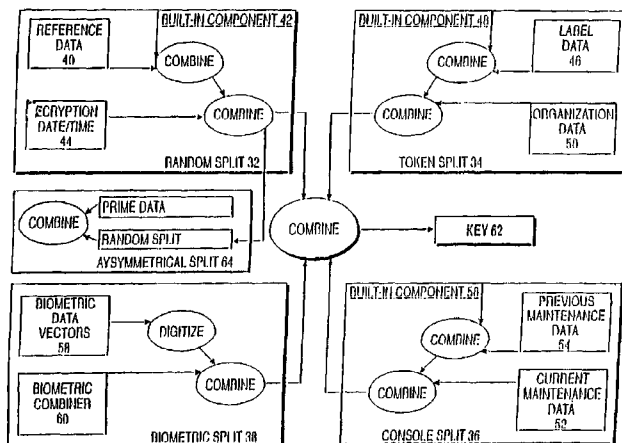 BUILT-IN COMPONENT 42
REFERENCE
DATA
40
COMBINE
ECRYPTION
DATE/TIME
44
COMBINE
RANDOM SPLIT 32
BUILT-IN COMPONENT 48
LABEL
DATA
46
COMBINE
COMBINE
ORGANIZATION
DATA
50
TOKEN SPLIT 34
COMBINE
PRIME DATA
RANDOM SPLIT
AYSYMMETRICAL SPLIT 64
COMBINE
KEY 62
BIOMETRIC
DATA
VECTORS
58
DIGITIZE
BIOMETRIC
COMBINER
60
COMBINE
BIOMETRIC SPLIT 38
BUILT-IN COMPONENT 56
PREVIOUS
MAINTENANCE
DATA
54
COMBINE
COMBINE
CURRENT
MAINTENANCE
DATA
52
CONSOLE SPLIT 36